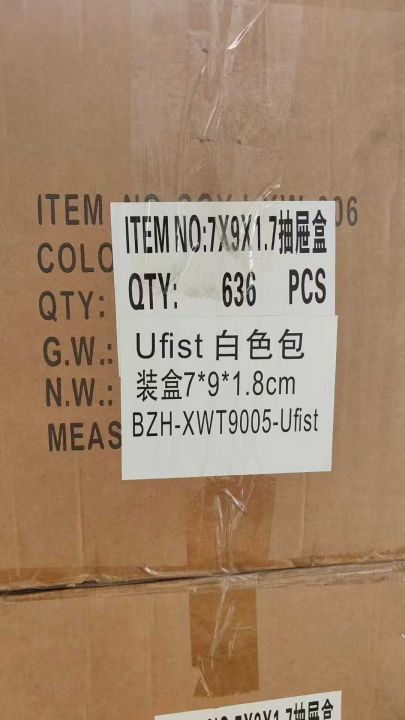 ITEM NO:7X9X1.7抽屉盒
QTY: 636 PCS
Ufist 白色包
装盒7*9*1.8cm
BZH-XWT9005-Ufist
ITEM
06
COLO
QTY:
G.W.:
N.W.:
MEAS